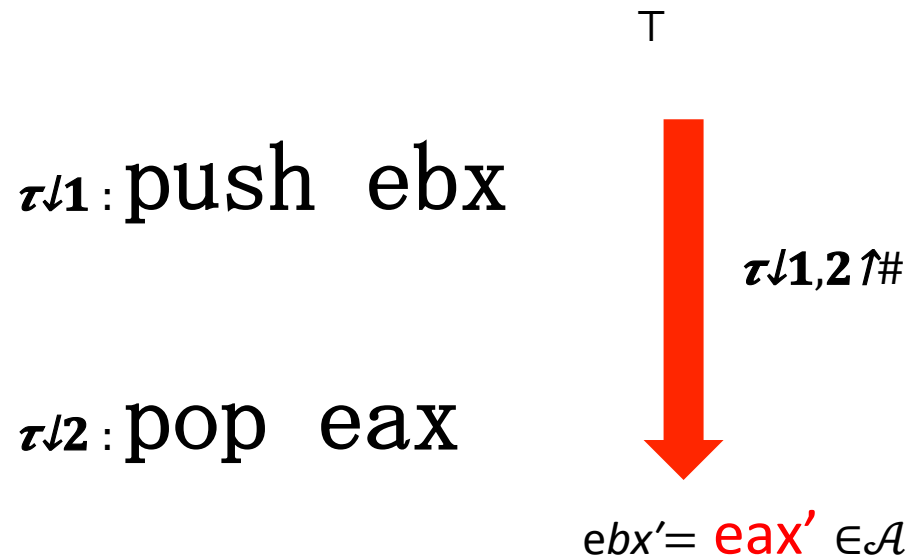 ⊤
𝝉↓1 : push ebx
𝝉↓1,2 ↑#
𝝉↓2 : pop eax
ebx′= eax′ ∈𝒜